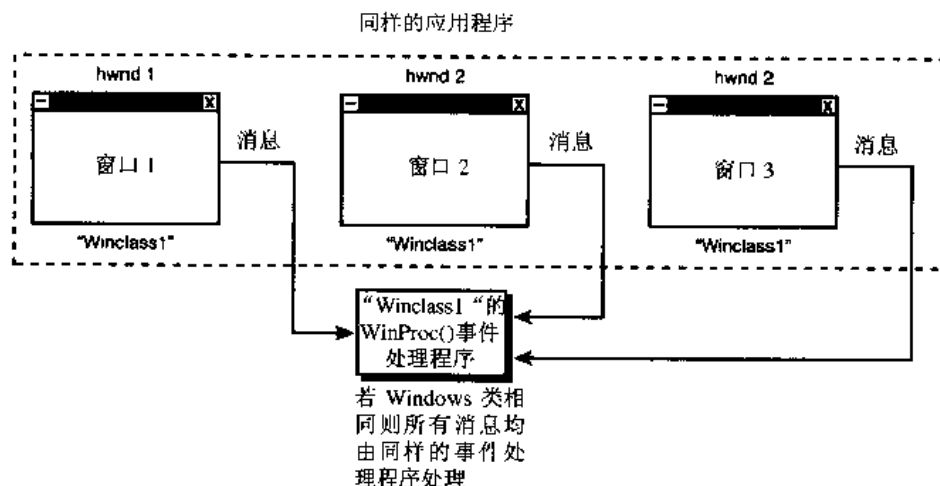 同样的应用程序
hwnd 1
hwnd 2
hwnd 2
窗口 1
消息
窗口 2
消息
窗口 3
消息
"Winclass1"
"Winclass1"
"Winclass1"
“Winclass1“的
WinProc()事件
处理程序
若 Windows 类相
同则所有消息均
由同样的事件处
理程序处理